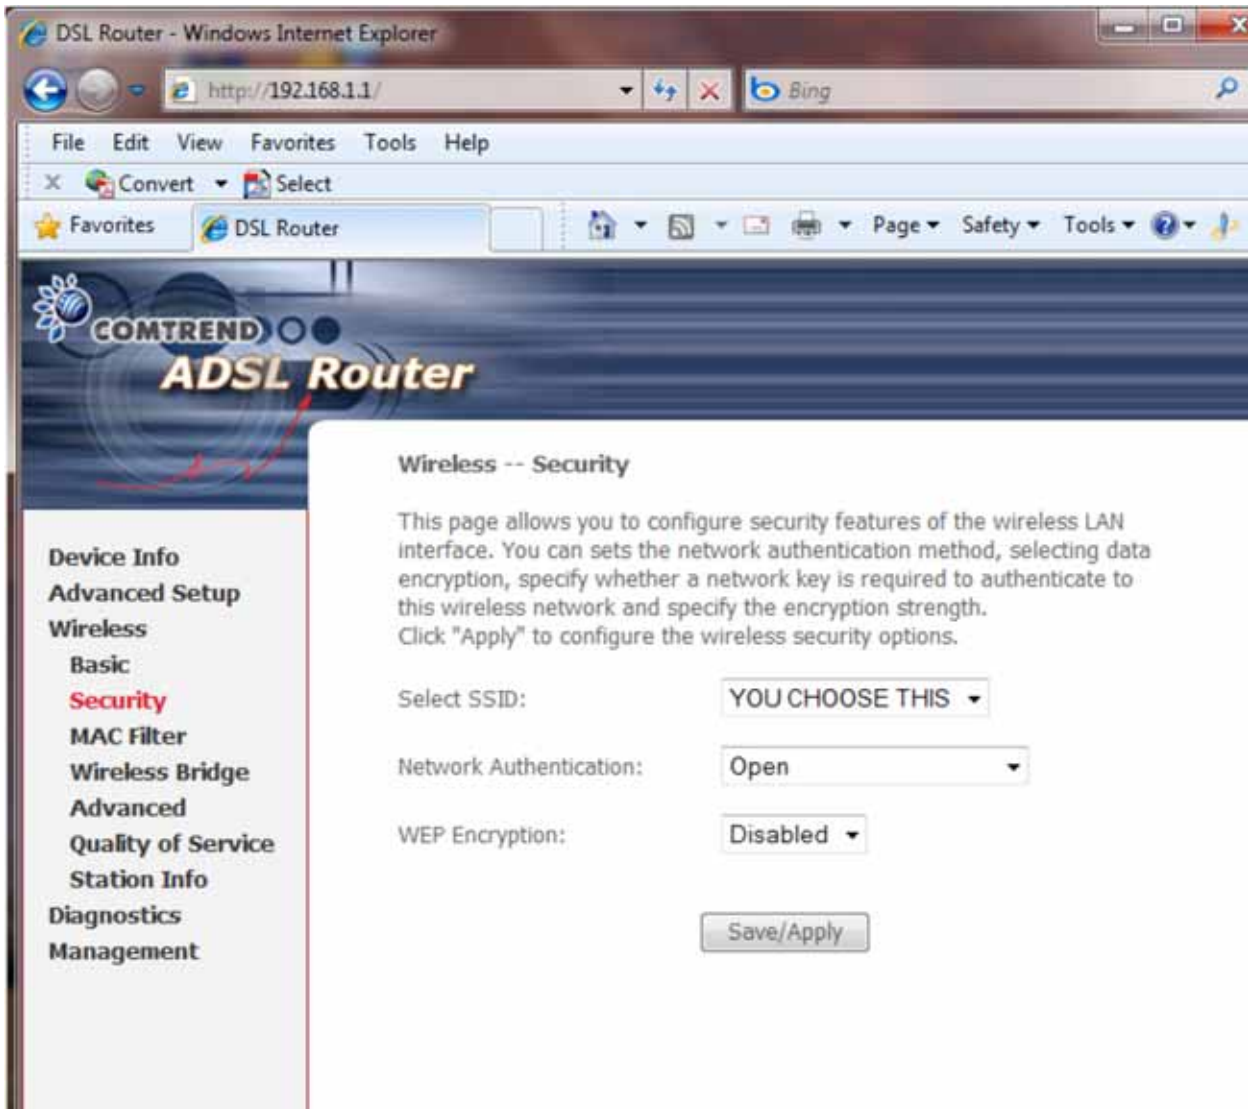 DSL Router - Windows Internet Explorer
http://192.168.1.1/
Bing
File Edit View Favorites Tools Help
X Convert Select
Favorites DSL Router Page Safety Tools
COMTREND
ADSL Router
Device Info
Advanced Setup
Wireless
Basic
Security
MAC Filter
Wireless Bridge
Advanced
Quality of Service
Station Info
Diagnostics
Management
Wireless -- Security
This page allows you to configure security features of the wireless LAN
interface. You can sets the network authentication method, selecting data
encryption, specify whether a network key is required to authenticate to
this wireless network and specify the encryption strength.
Click "Apply" to configure the wireless security options.
Select SSID: YOU CHOOSE THIS
Network Authentication: Open
WEP Encryption: Disabled
Save/Apply